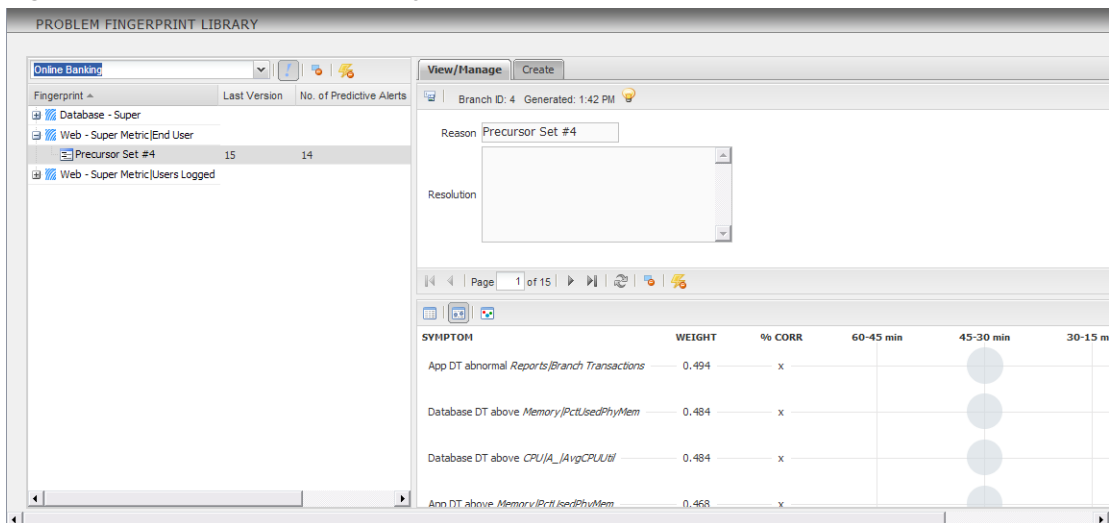 PROBLEM FINGERPRINT LIBRARY
Online Banking
Fingerprint Last Version No. of Predictive Alerts
Database - Super
Web - Super Metric|End User
Precursor Set #4 15 14
Web - Super Metric|Users Logged
View/Manage Create
Branch ID: 4 Generated: 1:42 PM
Reason Precursor Set #4
Resolution
Page 1 of 15
SYMPTOM WEIGHT % CORR 60-45 min 45-30 min 30-15 m
App DT abnormal Reports|Branch Transactions 0.494 x
Database DT above Memory|PctUsedPhyMem 0.484 x
Database DT above CPU|A_|AvgCPUUtil 0.484 x
App DT above Memory|PctUsedPhyMem 0.468 x